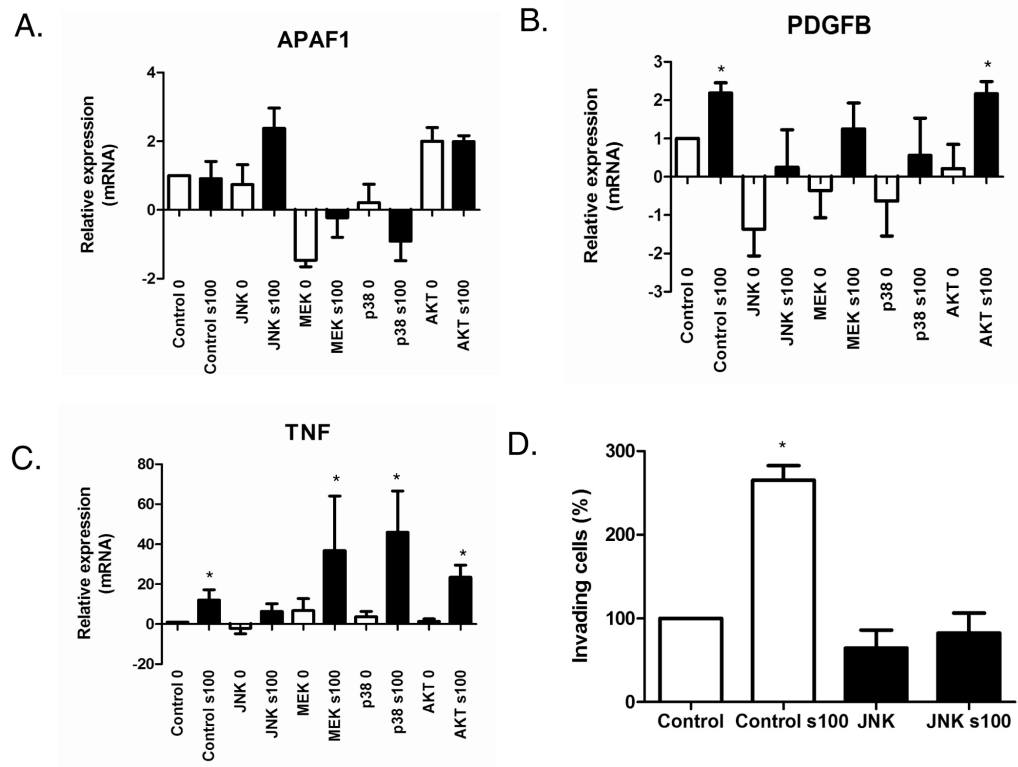 A.
APAF1
Relative expression
(mRNA)
4
2
0
-2
Control 0
Control s100
JNK 0
JNK s100
MEK 0
MEK s100
p38 0
p38 s100
AKT 0
AKT s100
B.
PDGFB
Relative expression
(mRNA)
3
2
1
0
-1
-2
-3
*
*
Control 0
Control s100
JNK 0
JNK s100
MEK 0
MEK s100
p38 0
p38 s100
AKT 0
AKT s100
C.
TNF
Relative expression
(mRNA)
80
60
40
20
0
-20
*
*
*
*
Control 0
Control s100
JNK 0
JNK s100
MEK 0
MEK s100
p38 0
p38 s100
AKT 0
AKT s100
D.
Invading cells (%)
300
200
100
0
*
Control
Control s100
JNK
JNK s100